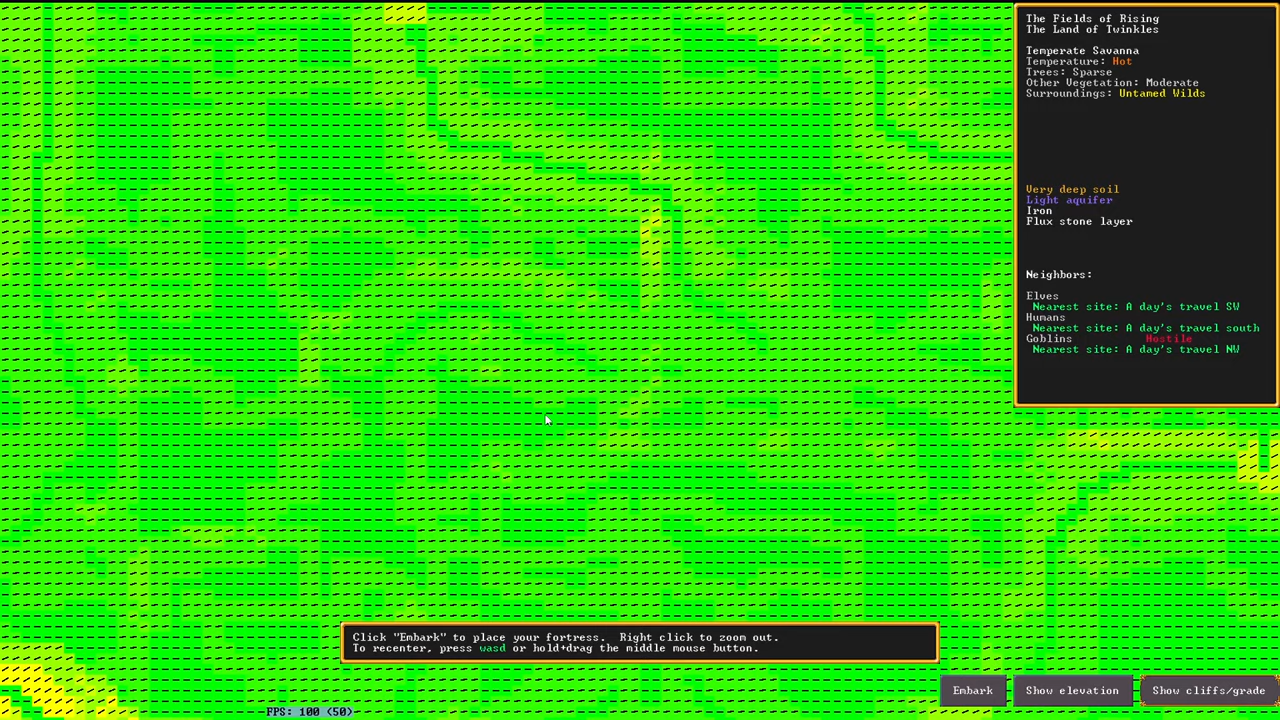 The Fields of Rising
The Land of Twinkles
Temperate Savanna
Temperature: Hot
Trees: Sparse
Other Vegetation: Moderate
Surroundings: Untamed Wilds
Very deep soil
Light aquifer
Iron
Flux stone layer
Neighbors:
Elves
Nearest site: A day's travel SW
Humans
Nearest site: A day's travel south
Goblins Hostile
Nearest site: A day's travel NW
Click "Embark" to place your fortress. Right click to zoom out.
To recenter, press wasd or hold+drag the middle mouse button.
Embark Show elevation Show cliffs/grade
FPS: 100 (50)